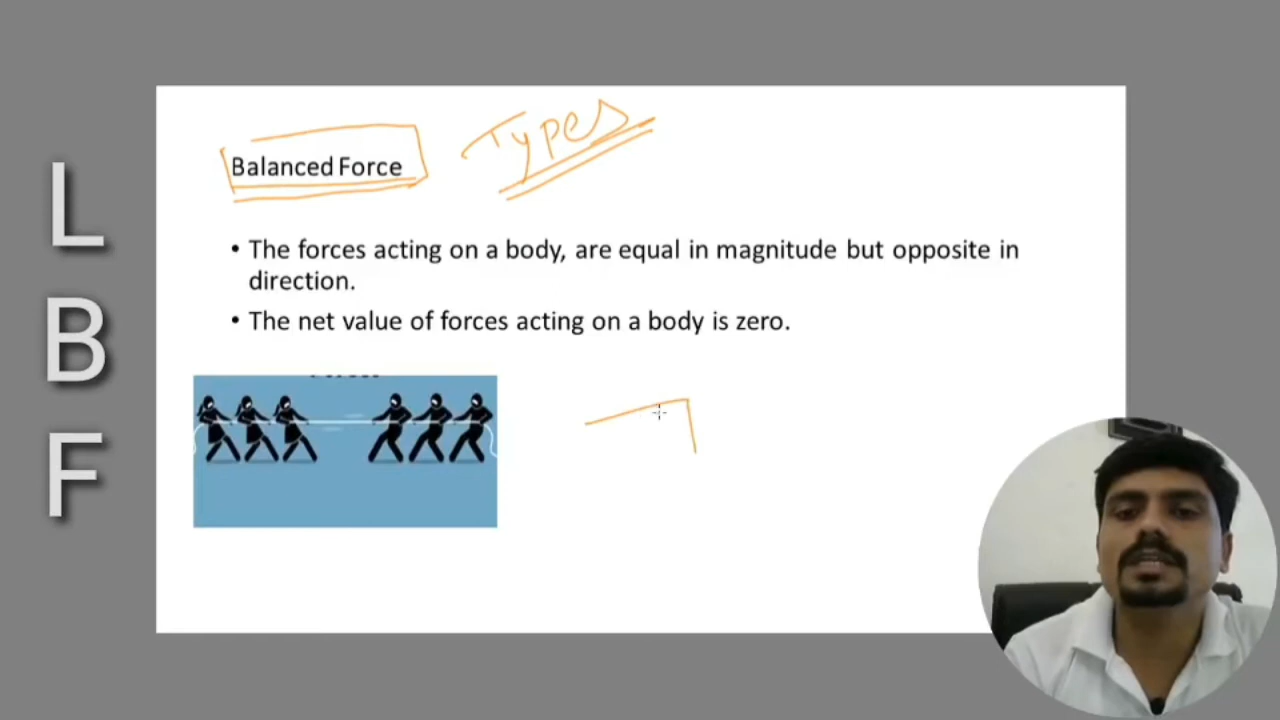 L
B
F
Types
Balanced Force
• The forces acting on a body, are equal in magnitude but opposite in
direction.
• The net value of forces acting on a body is zero.